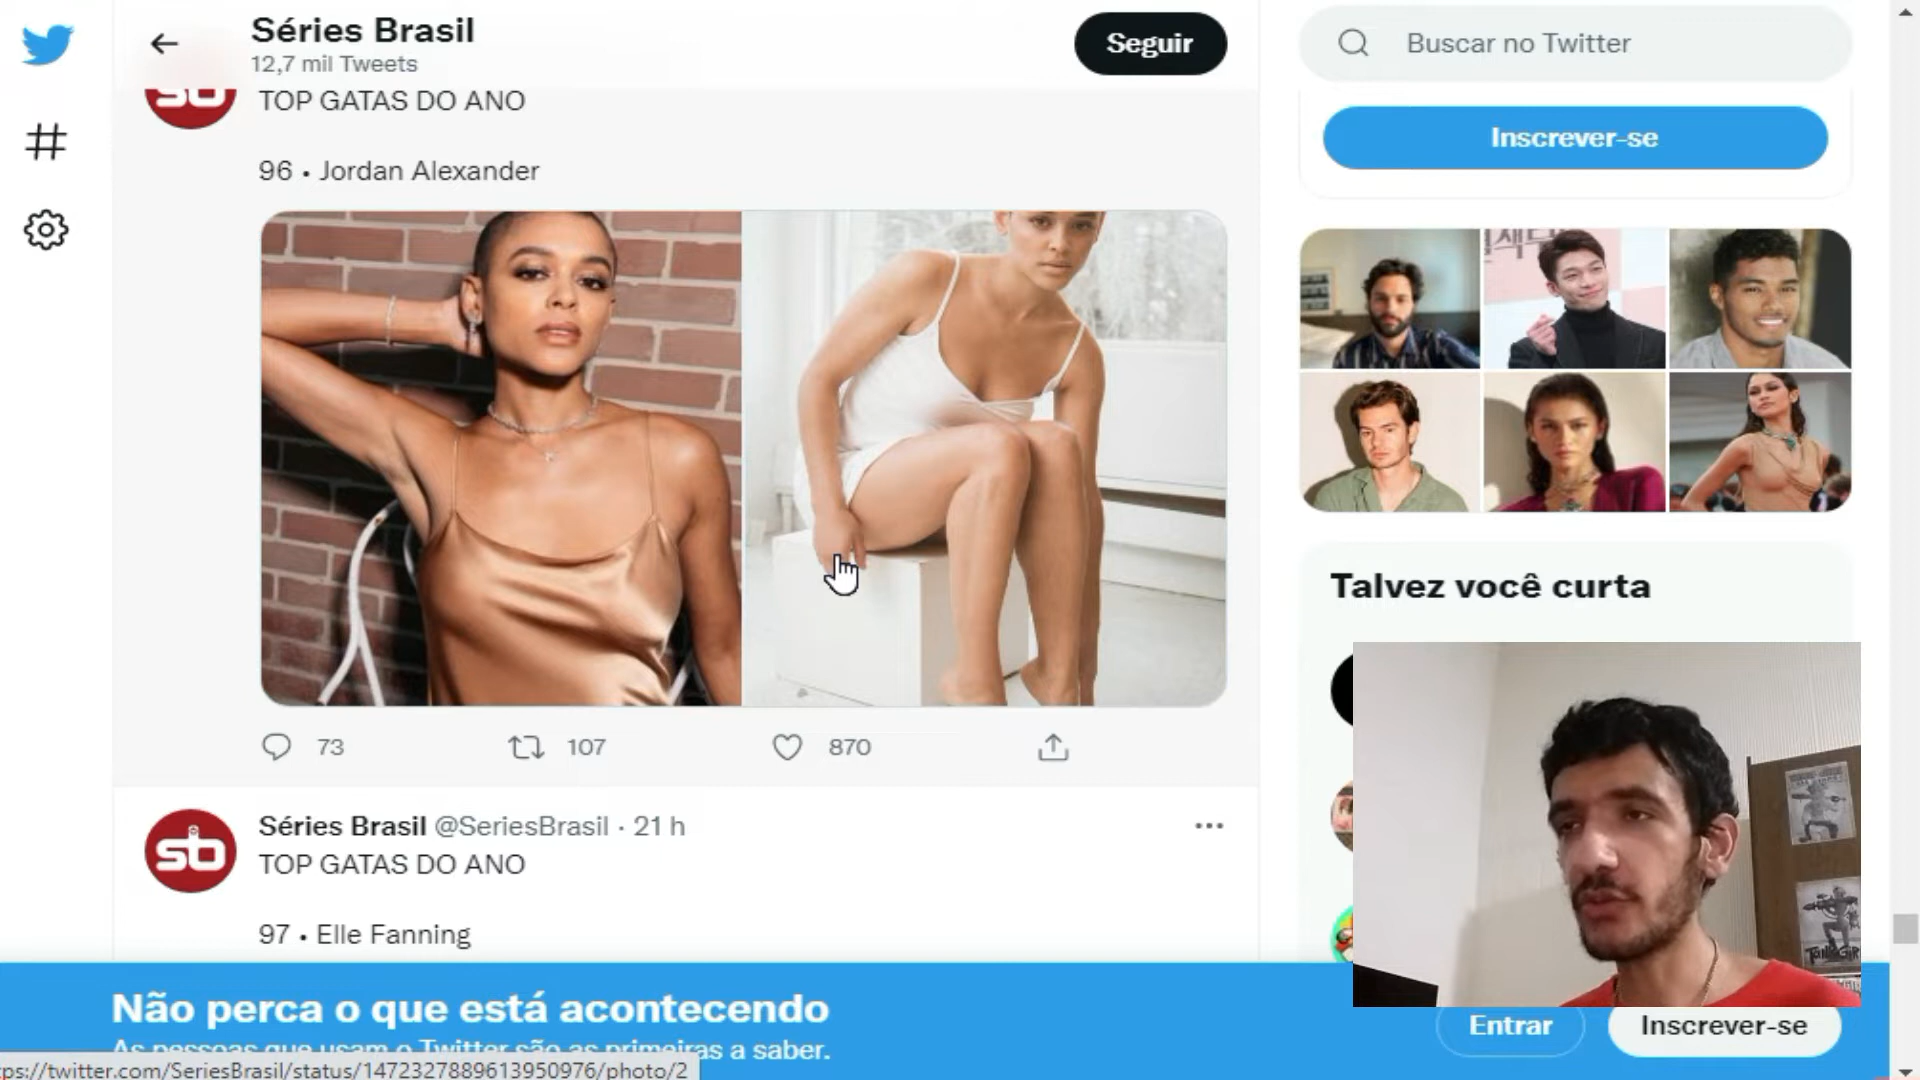 Séries Brasil
12,7 mil Tweets
Seguir
Buscar no Twitter
Inscrever-se
sb
TOP GATAS DO ANO
96 • Jordan Alexander
73
107
870
Séries Brasil @SeriesBrasil · 21 h
sb
TOP GATAS DO ANO
97 • Elle Fanning
Talvez você curta
Não perca o que está acontecendo
As pessoas que usam o Twitter são as primeiras a saber.
Entrar
Inscrever-se
ps://twitter.com/SeriesBrasil/status/1472327889613950976/photo/2